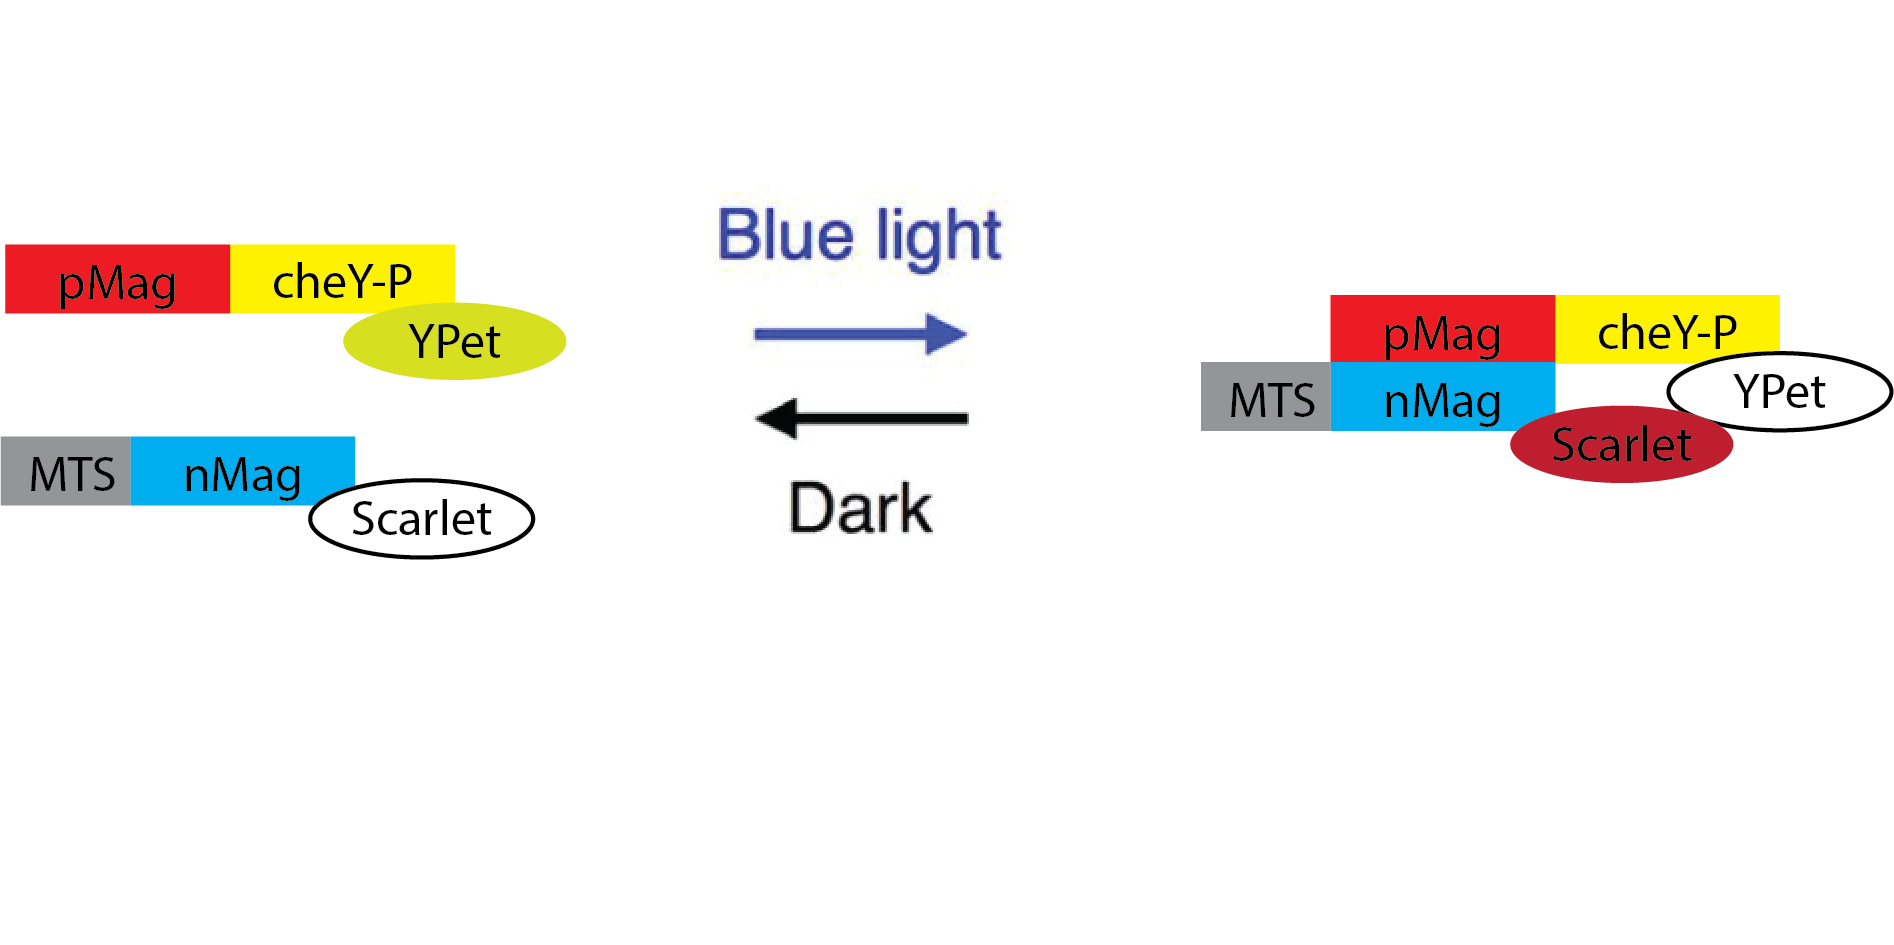 pMag cheY-P
YPet
MTS nMag
Scarlet
Blue light
Dark
pMag cheY-P
MTS nMag YPet
Scarlet